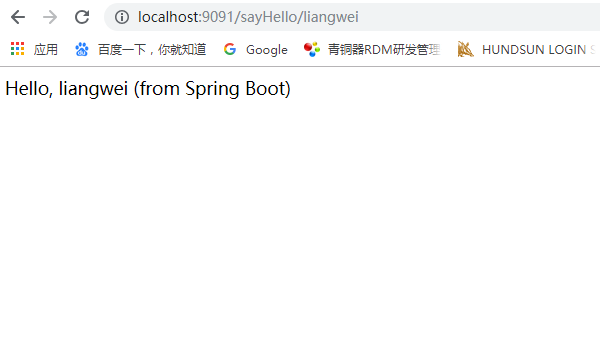 localhost:9091/sayHello/liangwei
应用 百度一下，你就知道 Google 青铜器RDM研发管理 HUNDSUN LOGIN
Hello, liangwei (from Spring Boot)